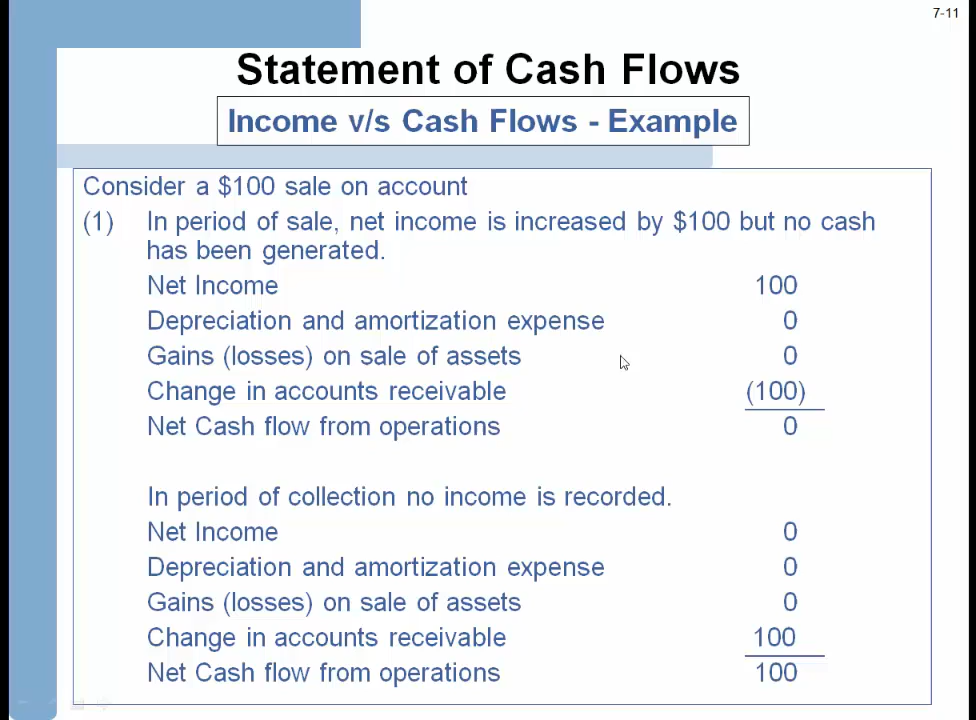 7-11
Statement of Cash Flows
Income v/s Cash Flows - Example
Consider a $100 sale on account
(1) In period of sale, net income is increased by $100 but no cash
has been generated.
Net Income 100
Depreciation and amortization expense 0
Gains (losses) on sale of assets 0
Change in accounts receivable (100)
Net Cash flow from operations 0
In period of collection no income is recorded.
Net Income 0
Depreciation and amortization expense 0
Gains (losses) on sale of assets 0
Change in accounts receivable 100
Net Cash flow from operations 100